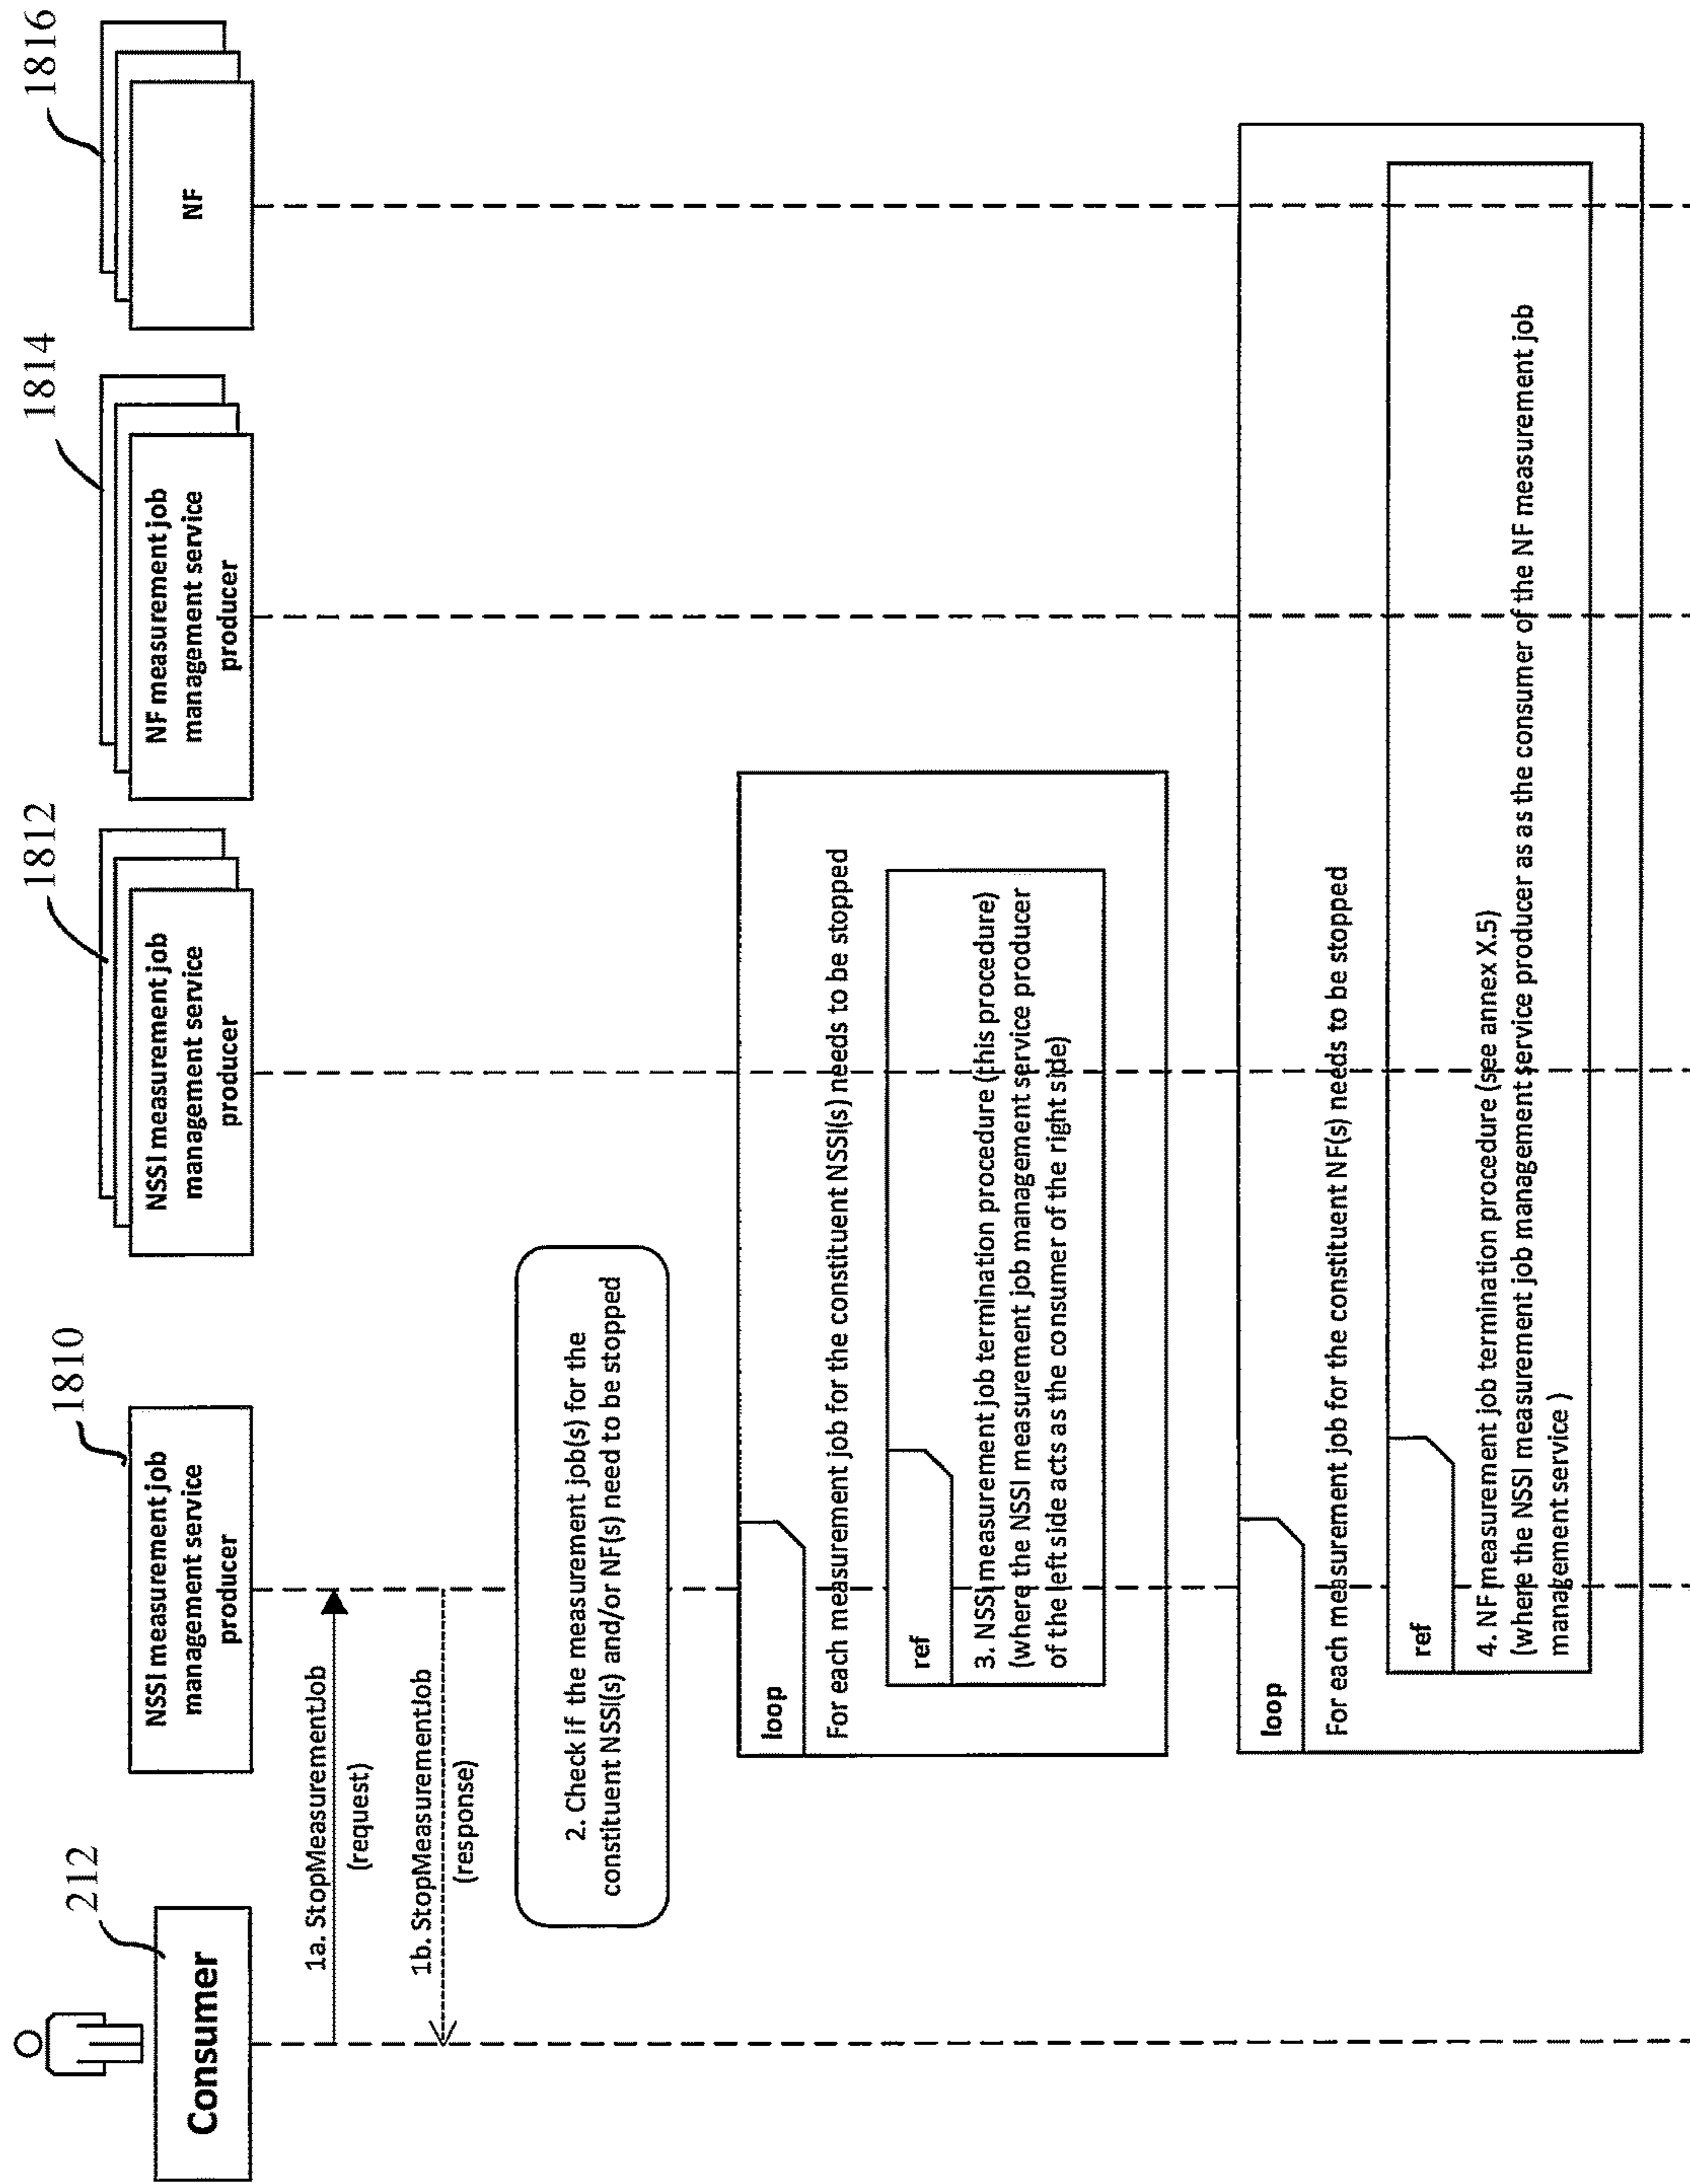 212
Consumer
1810
NSSI measurement job
management service
producer
1812
NSSI measurement job
management service
producer
1814
NF measurement job
management service
producer
1816
NF
1a. StopMeasurementJob
(request)
1b. StopMeasurementJob
(response)
2. Check if the measurement job(s) for the
constituent NSSI(s) and/or NF(s) need to be stopped
loop
For each measurement job for the constituent NSSI(s) needs to be stopped
ref
3. NSSI measurement job termination procedure (this procedure)
(where the NSSI measurement job management service producer
of the left side acts as the consumer of the right side)
loop
For each measurement job for the constituent NF(s) needs to be stopped
ref
4. NF measurement job termination procedure (see annex X.5)
(where the NSSI measurement job management service producer as as the consumer of the NF measurement job
management service )